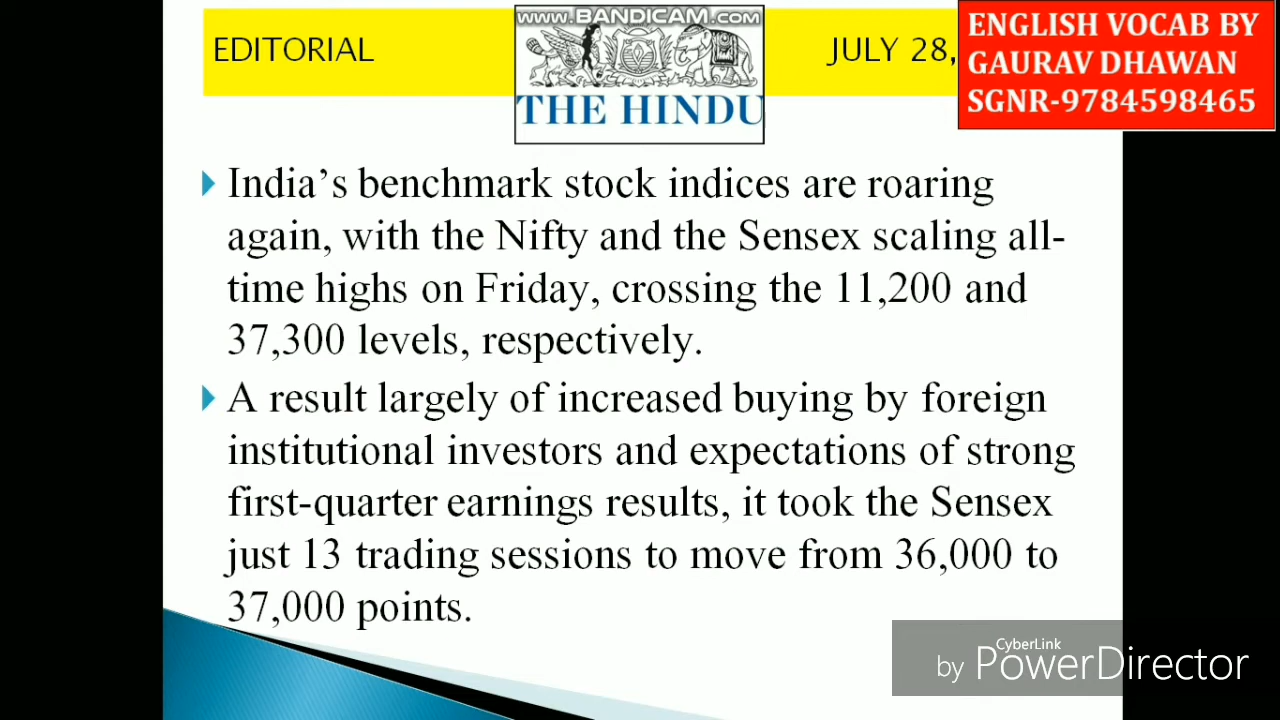 www.BANDICAM.com
EDITORIAL
THE HINDU
JULY 28,
ENGLISH VOCAB BY
GAURAV DHAWAN
SGNR-9784598465
India’s benchmark stock indices are roaring
again, with the Nifty and the Sensex scaling all-
time highs on Friday, crossing the 11,200 and
37,300 levels, respectively.
A result largely of increased buying by foreign
institutional investors and expectations of strong
first-quarter earnings results, it took the Sensex
just 13 trading sessions to move from 36,000 to
37,000 points.
CyberLink
by PowerDirector